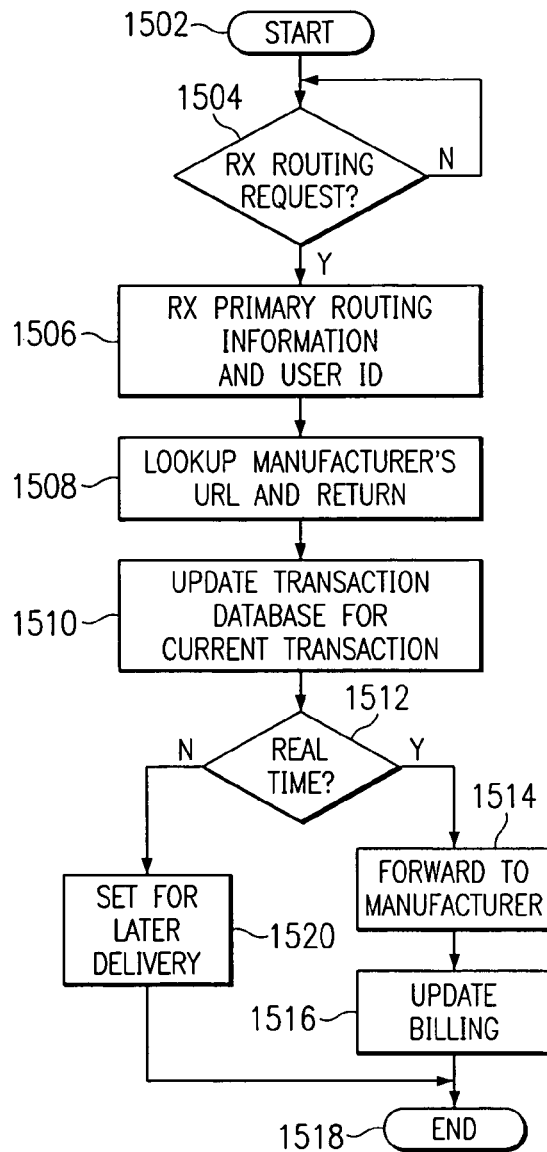 1502
START
1504
RX ROUTING
REQUEST?
N
Y
1506
RX PRIMARY ROUTING
INFORMATION
AND USER ID
1508
LOOKUP MANUFACTURER'S
URL AND RETURN
1510
UPDATE TRANSACTION
DATABASE FOR
CURRENT TRANSACTION
1512
N
REAL
TIME?
Y
1514
FORWARD TO
MANUFACTURER
SET FOR
LATER
DELIVERY
1520
1516
UPDATE
BILLING
1518
END